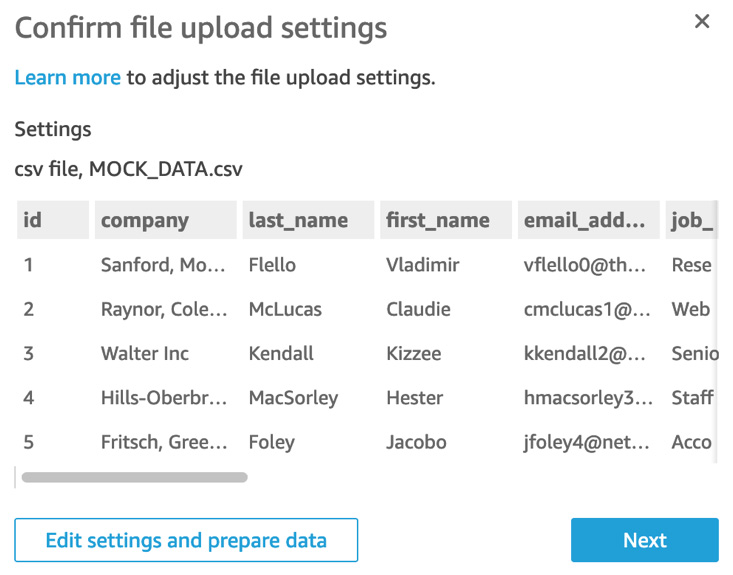 Confirm file upload settings
Learn more to adjust the file upload settings.
Settings
csv file, MOCK_DATA.csv
id company last_name first_name email_add... job_
1 Sanford, Mo... Flello Vladimir vflello0@th... Rese
2 Raynor, Cole... McLucas Claudie cmclucas1@... Web
3 Walter Inc Kendall Kizzee kkendall2@... Senio
4 Hills-Oberbr... MacSorley Hester hmacsorley3... Staff
5 Fritsch, Gree... Foley Jacobo jfoley4@net... Acco
Edit settings and prepare data Next